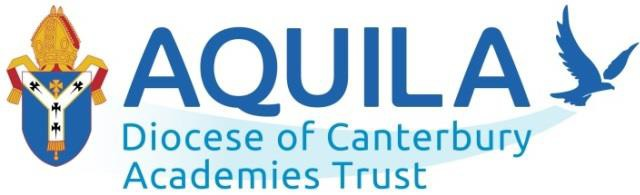 AQUILA
Diocese of Canterbury
Academies Trust